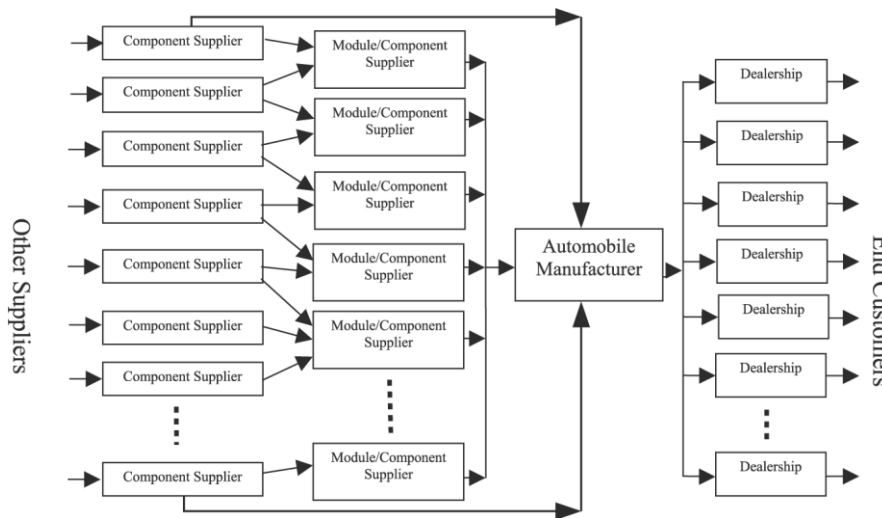 Other Suppliers
Component Supplier
Component Supplier
Component Supplier
Component Supplier
Component Supplier
Component Supplier
Component Supplier
Component Supplier
Module/Component
Supplier
Module/Component
Supplier
Module/Component
Supplier
Module/Component
Supplier
Module/Component
Supplier
Module/Component
Supplier
Automobile
Manufacturer
Dealership
Dealership
Dealership
Dealership
Dealership
Dealership
Dealership
End Customers